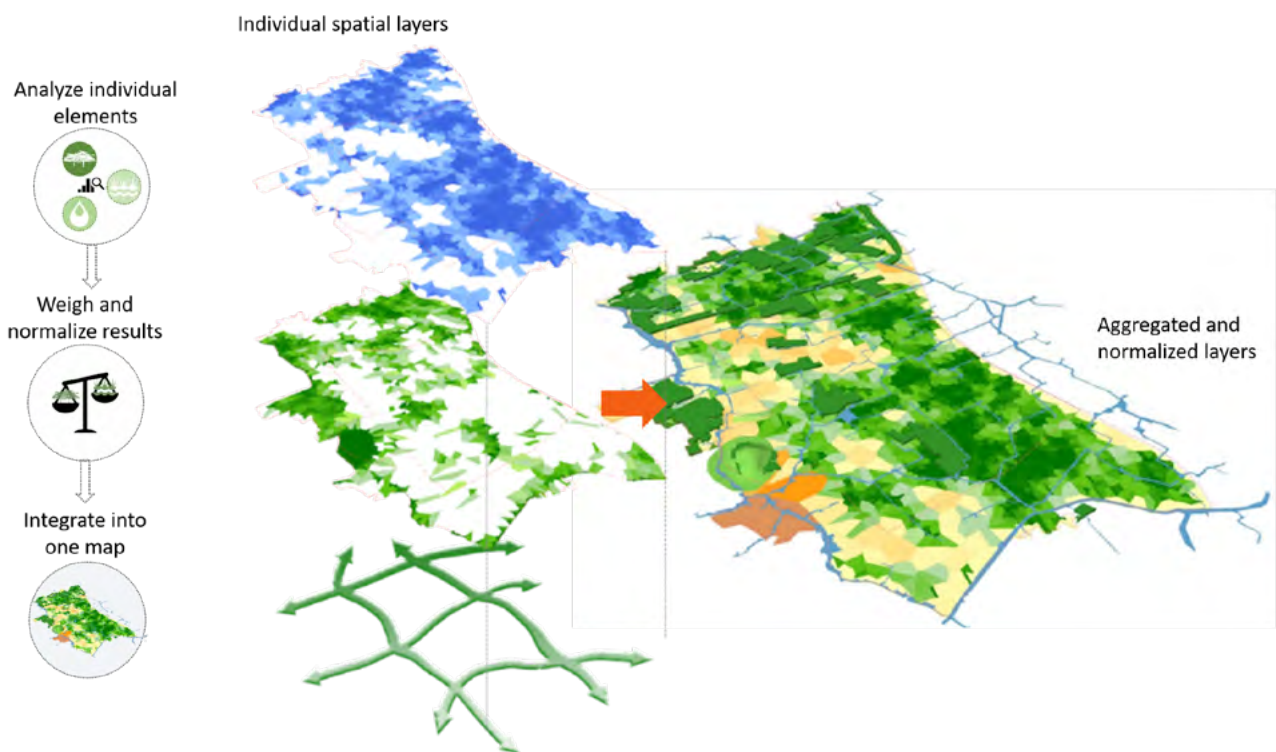 Individual spatial layers
Analyze individual
elements
Weigh and
normalize results
Integrate into
one map
Aggregated and
normalized layers